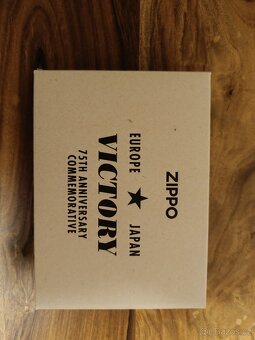 ZIPPO
EUROPE ★ JAPAN
VICTORY
75TH ANNIVERSARY
COMMEMORATIVE